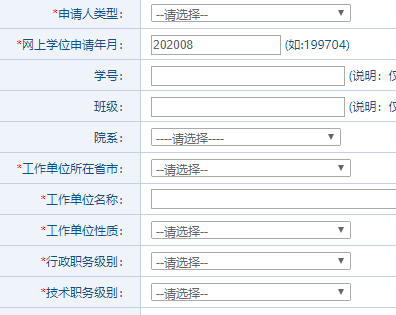 *申请人类型： --请选择--
*网上学位申请年月： 202008 (如:199704)
学号： (说明：
班级： (说明：
院系： ----请选择----
*工作单位所在省市： --请选择--
*工作单位名称：
*工作单位性质： --请选择--
*行政职务级别： --请选择--
*技术职务级别： --请选择--